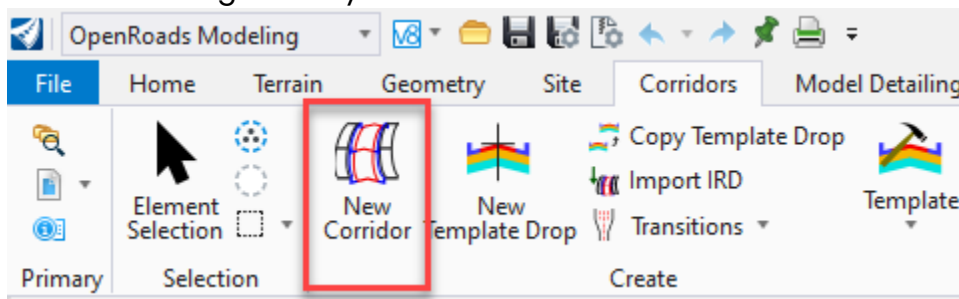 OpenRoads Modeling
V8
File Home Terrain Geometry Site Corridors Model Detailing
Element Selection
New Corridor
New Template Drop
Copy Template Drop
Import IRD
Transitions
Template
Primary Selection Create